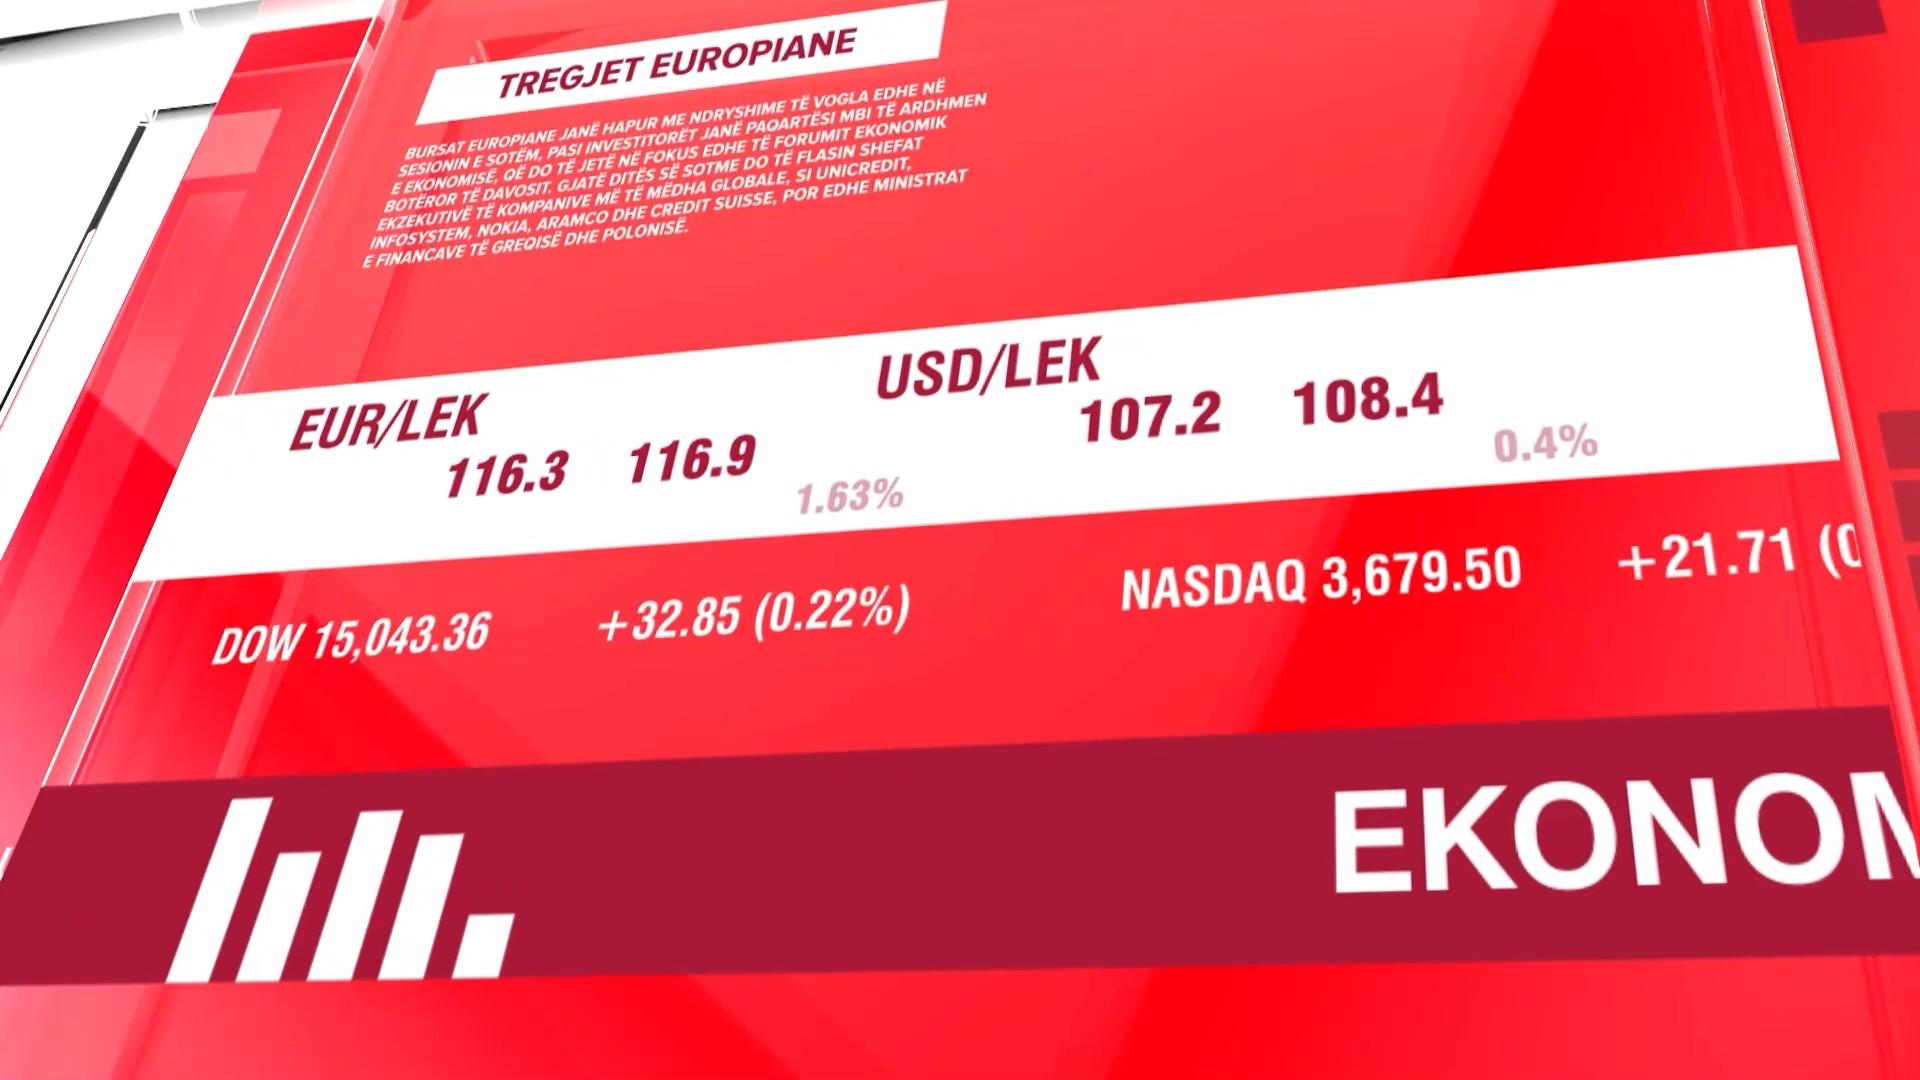 TREGJET EUROPIANE
BURSAT EUROPIANE JANË HAPUR ME NDRYSHIME TË VOGLA EDHE NË
SESIONIN E SOTËM, PASI INVESTITORËT JANË PAQARTËSI MBI TË ARDHMEN
E EKONOMISË, QË DO TË JETË NË FOKUS EDHE TË FORUMIT EKONOMIK
BOTËROR TË DAVOSIT. GJATË DITËS SË SOTME DO TË FLASIN SHEFAT
EKZEKUTIVË TË KOMPANIVE MË TË MËDHA GLOBALE, SI UNICREDIT,
INFOSYSTEM, NOKIA, ARAMCO DHE CREDIT SUISSE, POR EDHE MINISTRAT
E FINANCAVE TË GREQISË DHE POLONISË.
EUR/LEK 116.3 116.9 1.63% USD/LEK 107.2 108.4 0.4%
DOW 15,043.36 +32.85 (0.22%) NASDAQ 3,679.50 +21.71 (0
EKONOM